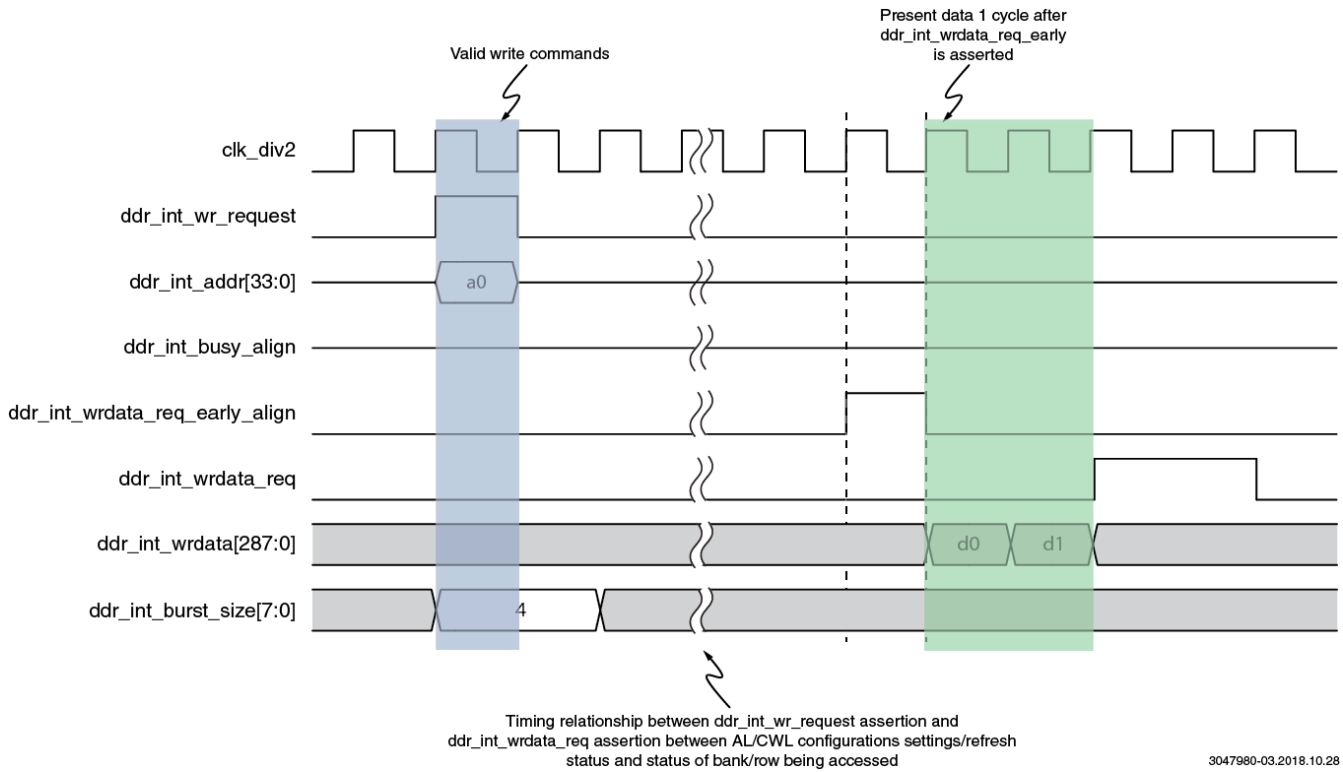 Present data 1 cycle after
ddr_int_wrdata_req_early
is asserted
Valid write commands
clk_div2
ddr_int_wr_request
ddr_int_addr[33:0]
a0
ddr_int_busy_align
ddr_int_wrdata_req_early_align
ddr_int_wrdata_req
ddr_int_wrdata[287:0]
d0
d1
ddr_int_burst_size[7:0]
4
Timing relationship between ddr_int_wr_request assertion and
ddr_int_wrdata_req assertion between AL/CWL configurations settings/refresh
status and status of bank/row being accessed
3047980-03.2018.10.28